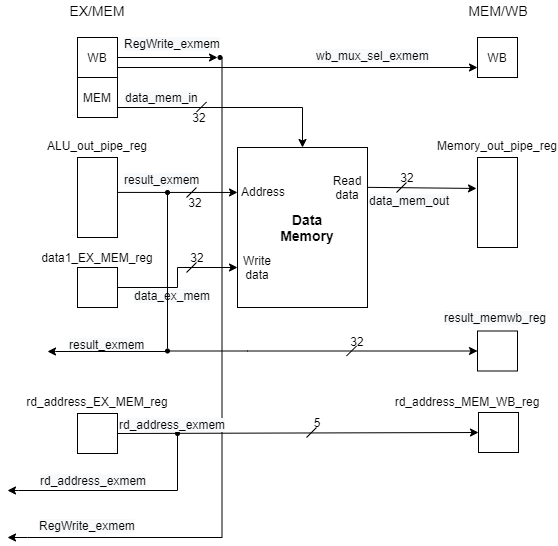 EX/MEM
MEM/WB
RegWrite_exmem
WB
wb_mux_sel_exmem
WB
MEM
data_mem_in
32
ALU_out_pipe_reg
Memory_out_pipe_reg
result_exmem
32
Address
Read
data
32
data_mem_out
Data
Memory
data1_EX_MEM_reg
32
Write
data
data_ex_mem
result_memwb_reg
result_exmem
32
rd_address_EX_MEM_reg
rd_address_MEM_WB_reg
rd_address_exmem
5
rd_address_exmem
RegWrite_exmem